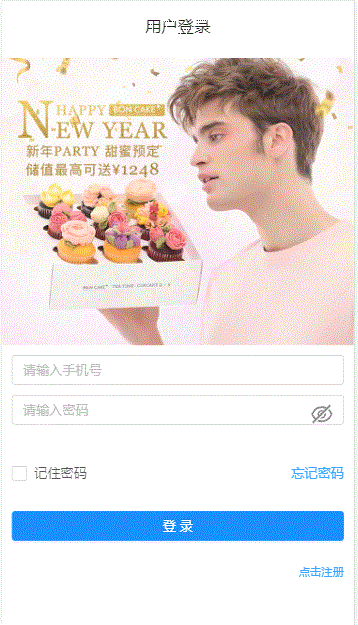 用户登录
HAPPY BON CAKE
NEW YEAR
新年PARTY 甜蜜预定
储值最高可送¥1248
请输入手机号
请输入密码
记住密码
忘记密码
登录
点击注册